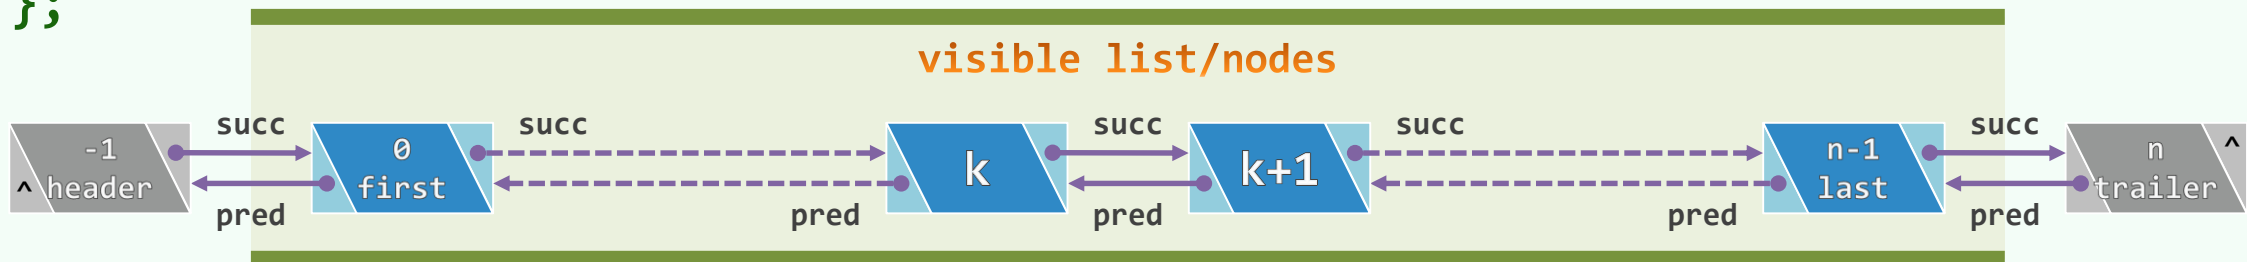 };
visible list/nodes
succ succ succ succ succ
-1 0 k k+1 n-1 n ^
^ header first last trailer
pred pred pred pred pred